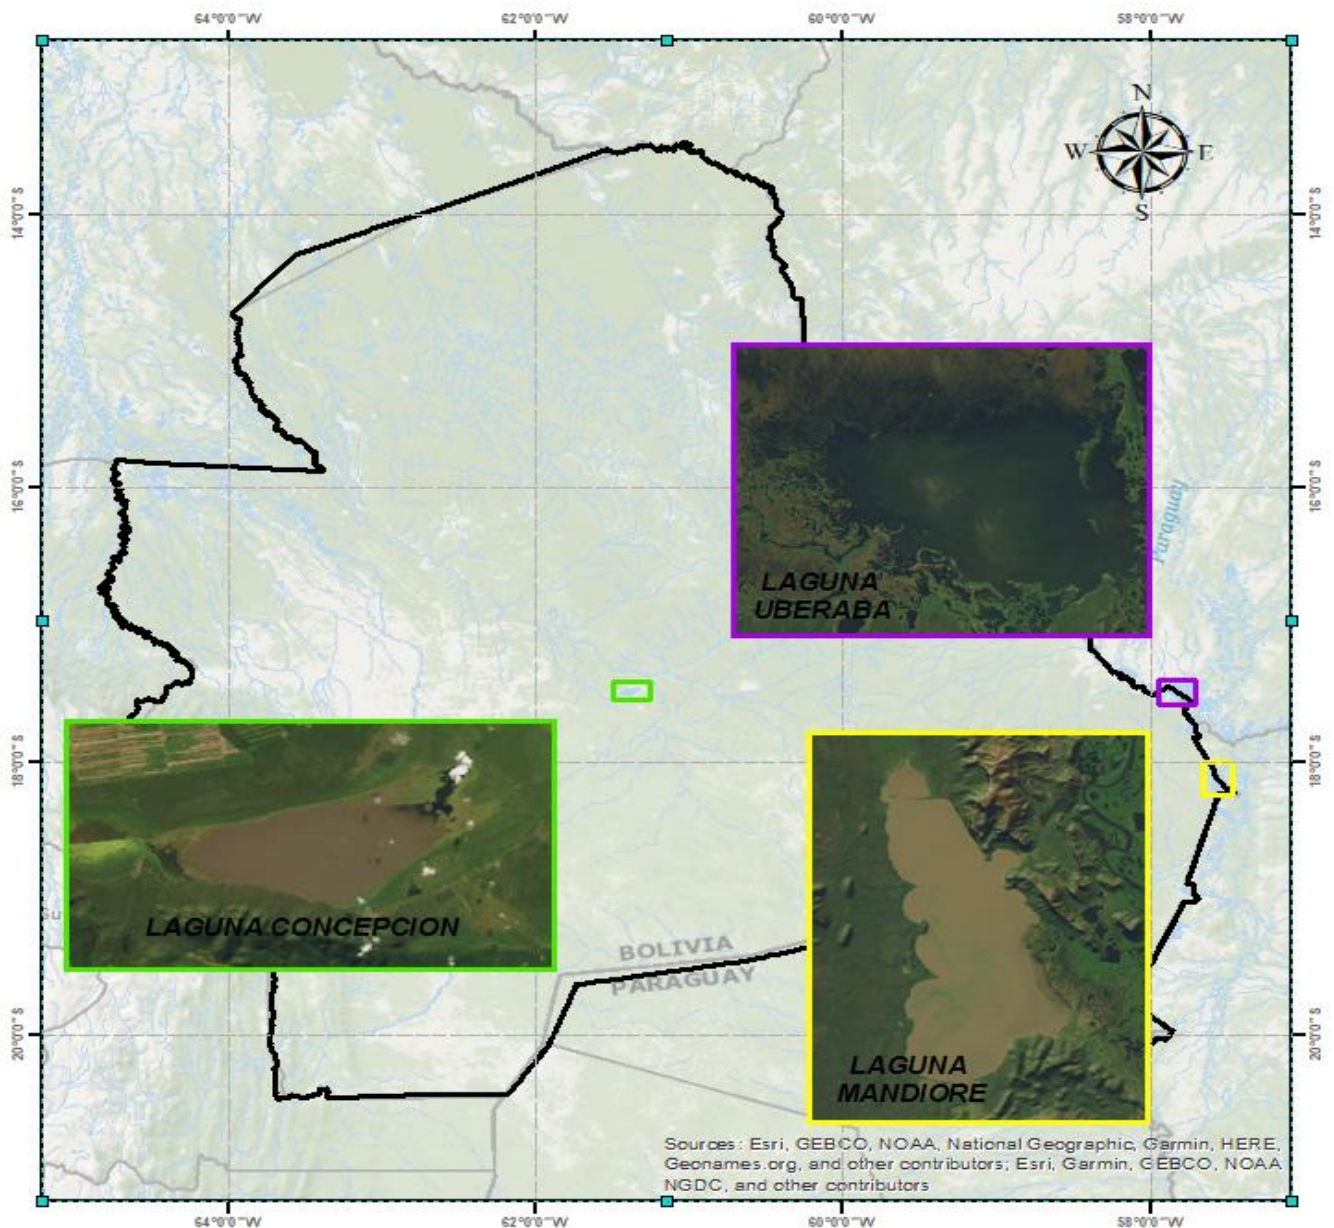 64°0'0"W 62°0'0"W 60°0'0"W 58°0'0"W
N
W E
S
14°0'0"S 14°0'0"S
16°0'0"S 16°0'0"S
Paraguay
LAGUNA
UBERABA
18°0'0"S 18°0'0"S
LAGUNA CONCEPCION
BOLIVIA
PARAGUAY
20°0'0"S 20°0'0"S
LAGUNA
MANDIORE
Sources: Esri, GEBCO, NOAA, National Geographic, Garmin, HERE,
Geonames.org, and other contributors; Esri, Garmin, GEBCO, NOAA
NGDC, and other contributors
64°0'0"W 62°0'0"W 60°0'0"W 58°0'0"W